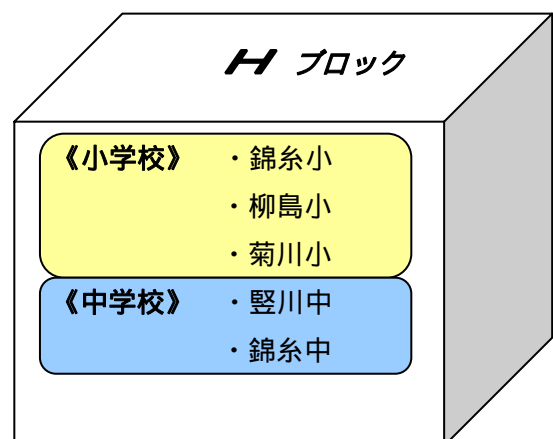 H ブロック
《小学校》 ・錦糸小
・柳島小
・菊川小
《中学校》 ・竪川中
・錦糸中